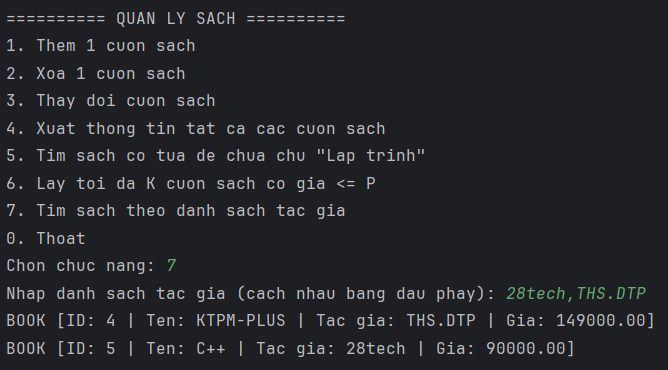 ========== QUAN LY SACH ==========
1. Them 1 cuon sach
2. Xoa 1 cuon sach
3. Thay doi cuon sach
4. Xuat thong tin tat ca cac cuon sach
5. Tim sach co tua de chua chu "Lap trinh"
6. Lay toi da K cuon sach co gia <= P
7. Tim sach theo danh sach tac gia
0. Thoat
Chon chuc nang: 7
Nhap danh sach tac gia (cach nhau bang dau phay): 28tech,THS.DTP
BOOK [ID: 4 | Ten: KTPM-PLUS | Tac gia: THS.DTP | Gia: 149000.00]
BOOK [ID: 5 | Ten: C++ | Tac gia: 28tech | Gia: 90000.00]